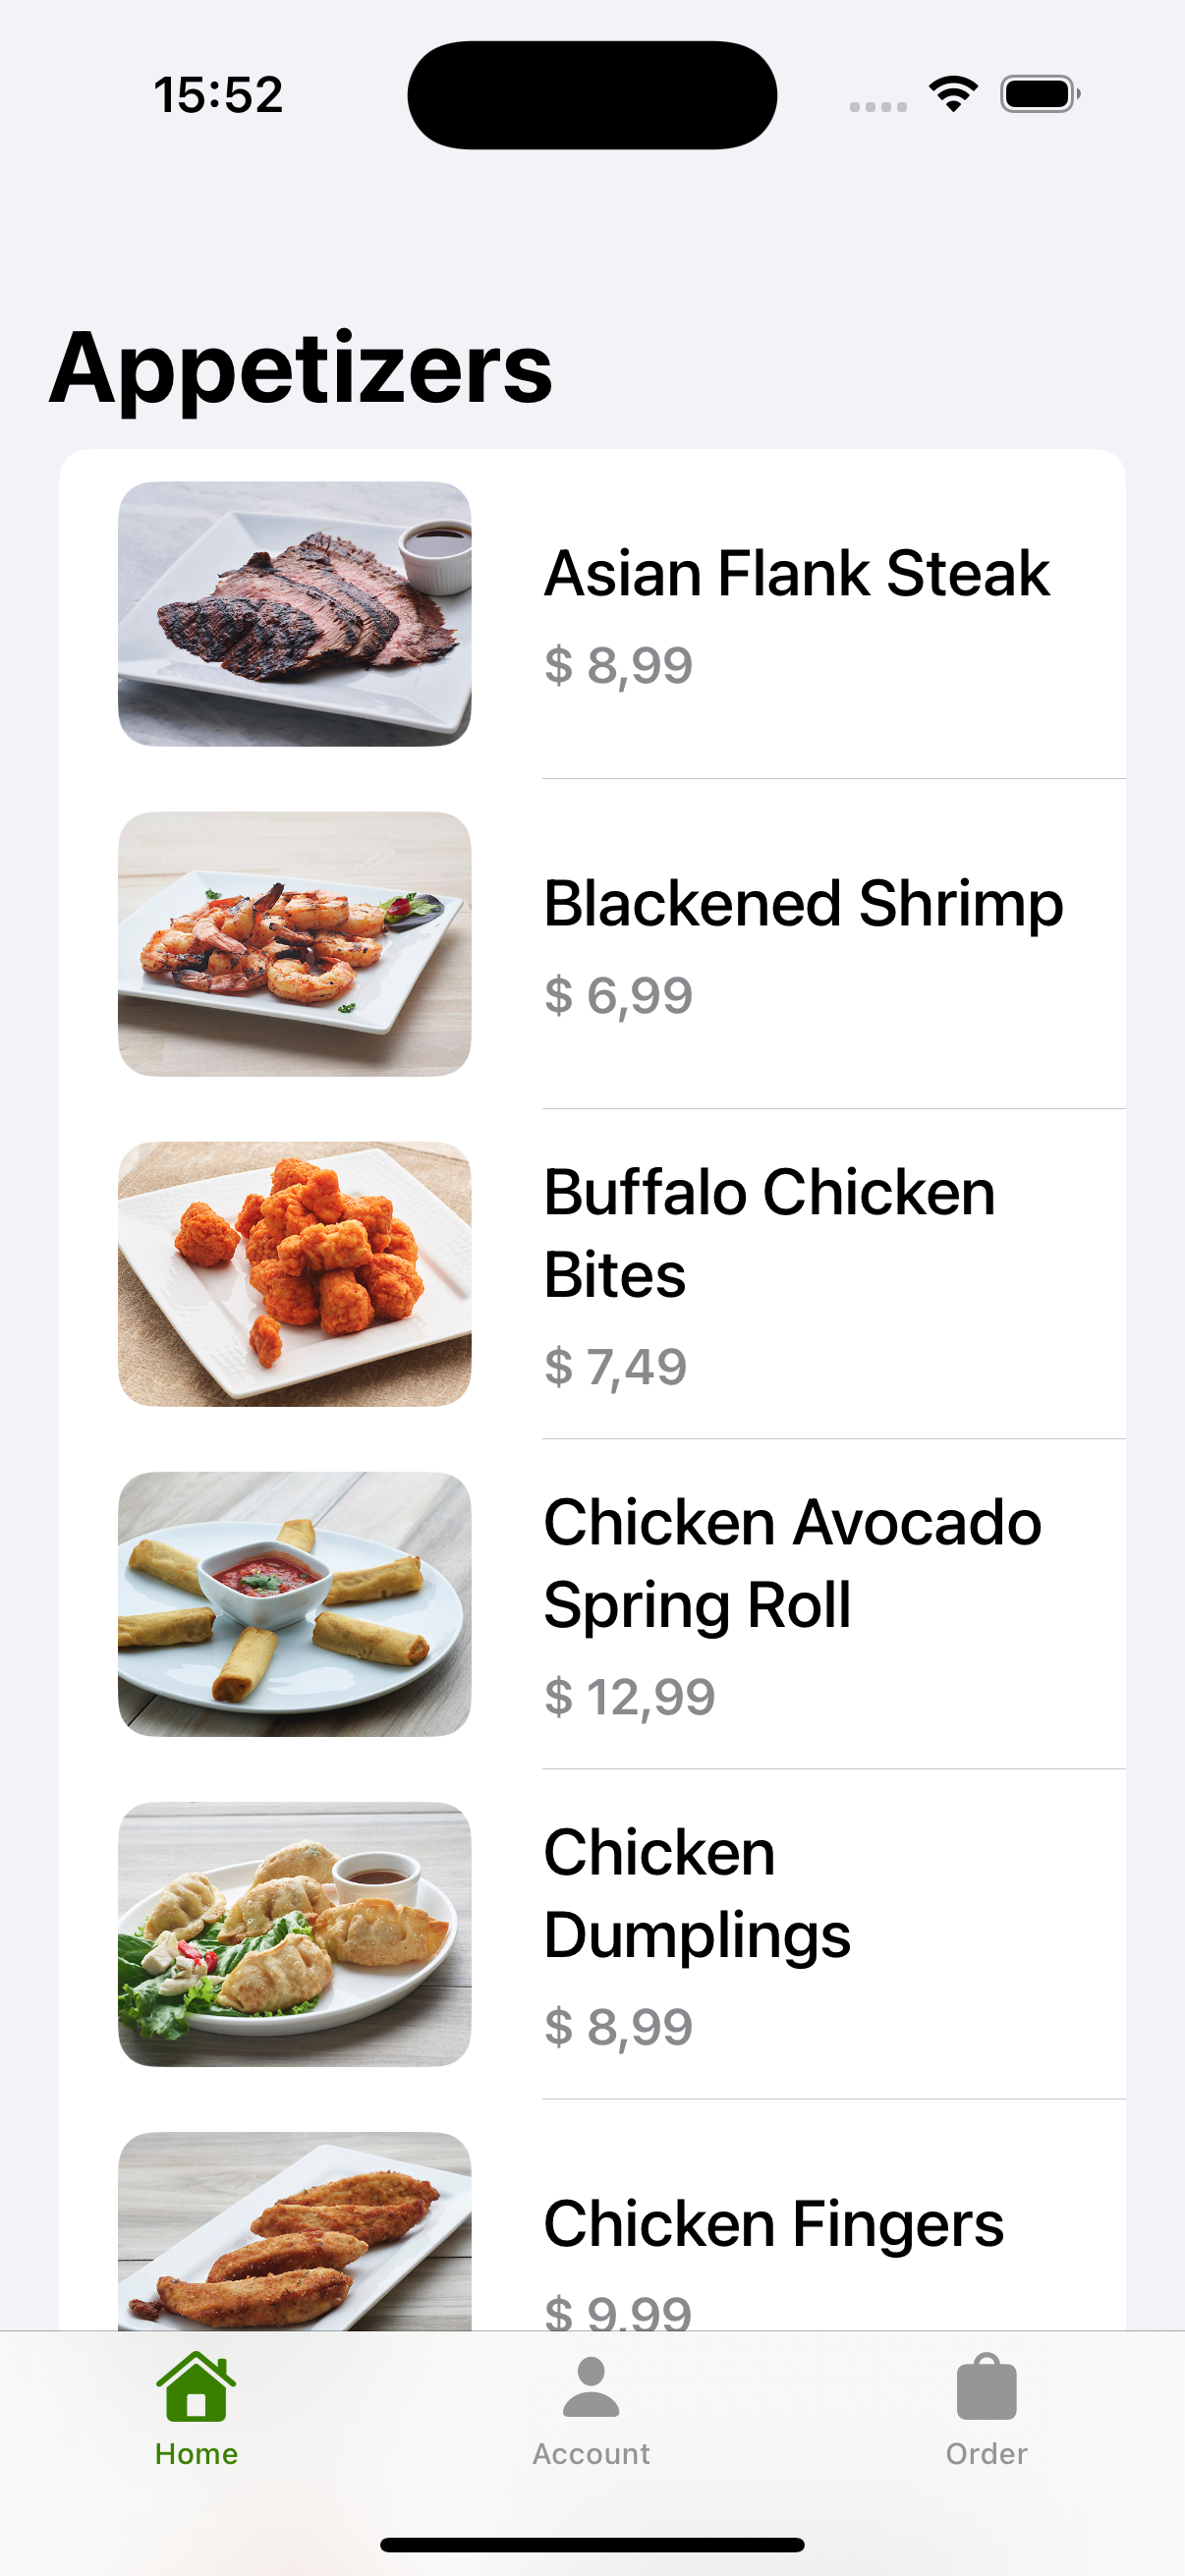 15:52
Appetizers
Asian Flank Steak
$ 8,99
Blackened Shrimp
$ 6,99
Buffalo Chicken
Bites
$ 7,49
Chicken Avocado
Spring Roll
$ 12,99
Chicken
Dumplings
$ 8,99
Chicken Fingers
$ 9,99
Home
Account
Order